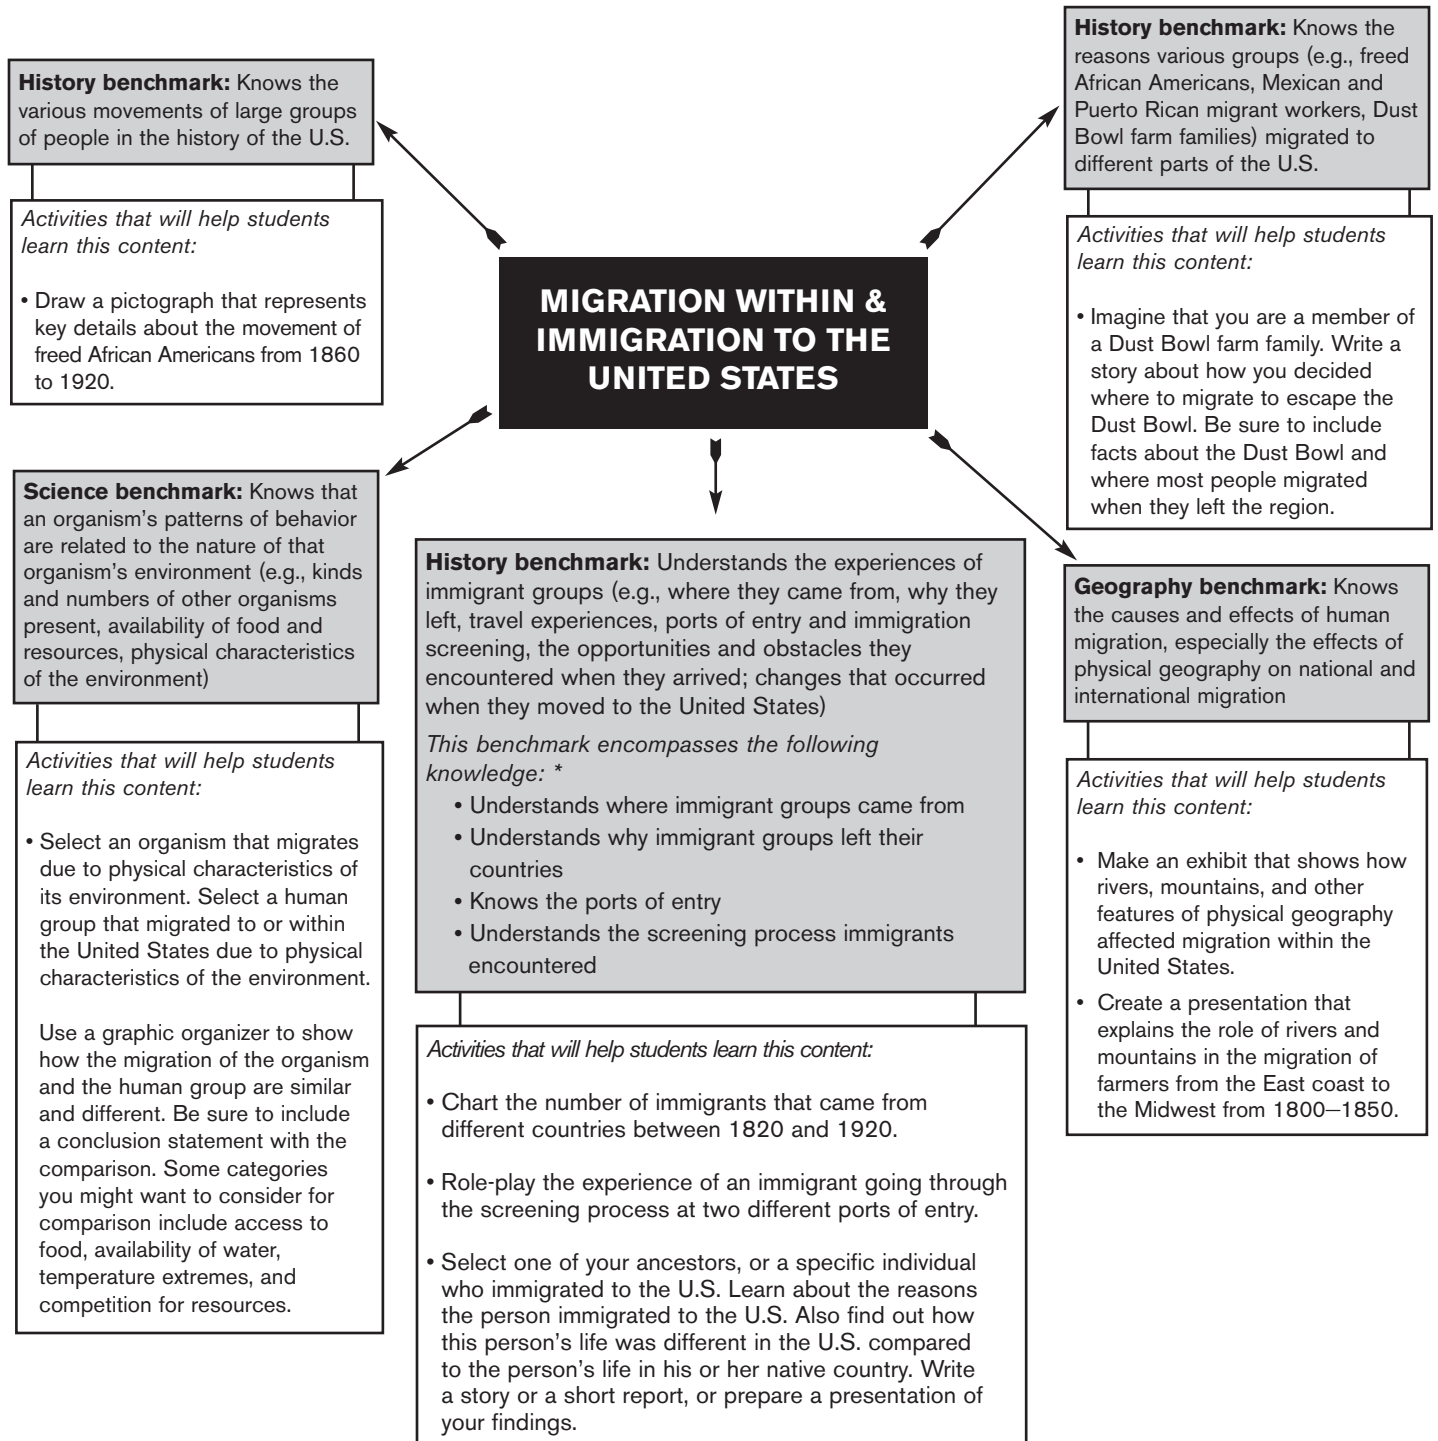 History benchmark: Knows the
various movements of large groups
of people in the history of the U.S.
Activities that will help students
learn this content:
• Draw a pictograph that represents
key details about the movement of
freed African Americans from 1860
to 1920.
MIGRATION WITHIN &
IMMIGRATION TO THE
UNITED STATES
History benchmark: Knows the
reasons various groups (e.g., freed
African Americans, Mexican and
Puerto Rican migrant workers, Dust
Bowl farm families) migrated to
different parts of the U.S.
Activities that will help students
learn this content:
• Imagine that you are a member of
a Dust Bowl farm family. Write a
story about how you decided
where to migrate to escape the
Dust Bowl. Be sure to include
facts about the Dust Bowl and
where most people migrated
when they left the region.
Science benchmark: Knows that
an organism's patterns of behavior
are related to the nature of that
organism's environment (e.g., kinds
and numbers of other organisms
present, availability of food and
resources, physical characteristics
of the environment)
Activities that will help students
learn this content:
• Select an organism that migrates
due to physical characteristics of
its environment. Select a human
group that migrated to or within
the United States due to physical
characteristics of the environment.
Use a graphic organizer to show
how the migration of the organism
and the human group are similar
and different. Be sure to include
a conclusion statement with the
comparison. Some categories
you might want to consider for
comparison include access to
food, availability of water,
temperature extremes, and
competition for resources.
History benchmark: Understands the experiences of
immigrant groups (e.g., where they came from, why they
left, travel experiences, ports of entry and immigration
screening, the opportunities and obstacles they
encountered when they arrived; changes that occurred
when they moved to the United States)
This benchmark encompasses the following
knowledge: *
• Understands where immigrant groups came from
• Understands why immigrant groups left their
countries
• Knows the ports of entry
• Understands the screening process immigrants
encountered
Activities that will help students learn this content:
• Chart the number of immigrants that came from
different countries between 1820 and 1920.
• Role-play the experience of an immigrant going through
the screening process at two different ports of entry.
• Select one of your ancestors, or a specific individual
who immigrated to the U.S. Learn about the reasons
the person immigrated to the U.S. Also find out how
this person's life was different in the U.S. compared
to the person's life in his or her native country. Write
a story or a short report, or prepare a presentation of
your findings.
Geography benchmark: Knows
the causes and effects of human
migration, especially the effects of
physical geography on national and
international migration
Activities that will help students
learn this content:
• Make an exhibit that shows how
rivers, mountains, and other
features of physical geography
affected migration within the
United States.
• Create a presentation that
explains the role of rivers and
mountains in the migration of
farmers from the East coast to
the Midwest from 1800–1850.